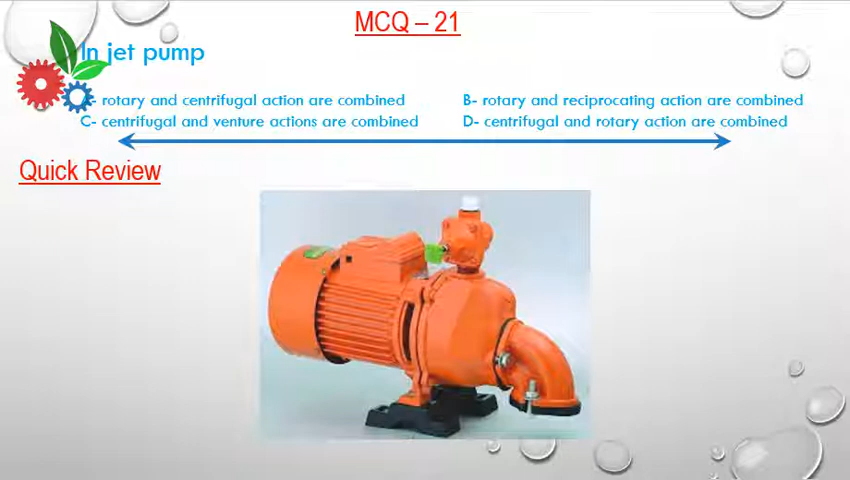 MCQ – 21
In jet pump
- rotary and centrifugal action are combined B- rotary and reciprocating action are combined
C- centrifugal and venture actions are combined D- centrifugal and rotary action are combined
Quick Review